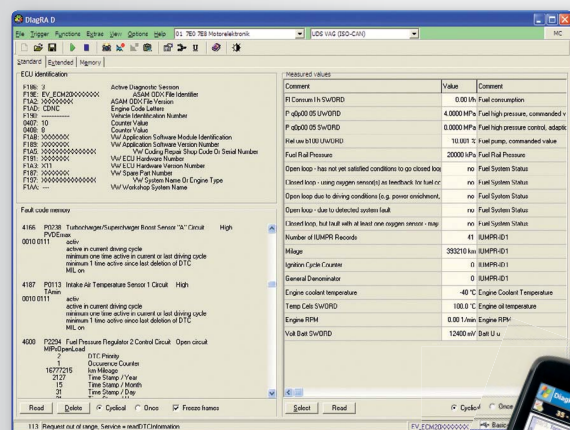 DiagRA D
File Trigger Functions Extras View Options Help 01 7E0 7E8 Motorelektronik UDS VAG (ISO-CAN) MC
Standard Extended Memory
ECU identification
F186: 3 Active Diagnostic Session
F19E: EV_ECM20XXXXXXX ASAM ODX File Identifier
F1A2: XXXXXXXX ASAM ODX File Version
F1AD: CDNC Engine Code Letters
F190: ----------------- Vehicle Identification Number
0407: 10 Counter Value
0408: 8 Counter Value
F1AB: XXXXXXXX VW Application Software Module Identification
F189: XXXXXXXX VW Application Software Version Number
F1A5: VW Coding Repair Shop Code Or Serial Number
F191: VW ECU Hardware Number
F1A3: X11 VW ECU Hardware Version Number
F187: VW Spare Part Number
F197: VW System Name Or Engine Type
F1AA: --- VW Workshop System Name
Fault code memory
4166 P0238 Turbocharger/Supercharger Boost Sensor "A" Circuit High
PVDEmax
0010 0111 activ
active in current driving cycle
minimum one time active in current or last driving cycle
minimum 1 time active since last deletion of DTC
MIL on
4187 P0113 Intake Air Temperature Sensor 1 Circuit High
TAmin
0010 0111 activ
active in current driving cycle
minimum one time active in current or last driving cycle
minimum 1 time active since last deletion of DTC
MIL on
4600 P2294 Fuel Pressure Regulator 2 Control Circuit Open circuit
MIPsOpenLoad
2 DTC Priority
1 Occurence Counter
16777215 km Mileage
2127 Time Stamp / Year
15 Time Stamp / Month
31 Time Stamp / Day
Read Delete Cyclical Once Freeze frames
113 Request out of range, Service = readDTCInformation
Measured values
Comment Value Comment
Fl Consum l h SWORD 0.00 l/h Fuel consumption
P q0p00 05 UWORD 4.0000 MPa Fuel high pressure, commanded v
P q0p00 05 SWORD 0.0000 MPa Fuel high pressure control, adaptic
Rel uw b100 UWORD 10.001 % Fuel pump, commanded value
Fuel Rail Pressure 20000 kPa Fuel Rail Pressure
Open loop - has not yet satisfied conditions to go closed loop no Fuel System Status
Closed loop - using oxygen sensor(s) as feedback for fuel cc no Fuel System Status
Open loop due to driving conditions (e.g. power enrichment, no Fuel System Status
Open loop - due to detected system fault no Fuel System Status
Closed loop, but fault with at least one oxygen sensor - may no Fuel System Status
Number of IUMPR Records 41 IUMPR-ID1
Milage 393210 km IUMPR-ID1
Ignition Cycle Counter 0 IUMPR-ID1
General Denominator 0 IUMPR-ID1
Engine coolant temperature -40 °C Engine Coolant Temperature
Temp Cels SWORD 100.0 °C Engine oil temperature
Engine RPM 0.00 1/min Engine RPM
Volt Batt SWORD 12400 mV Batt U u
Select Read Cyclical Once
EV_ECM20XXXXXXX Basic